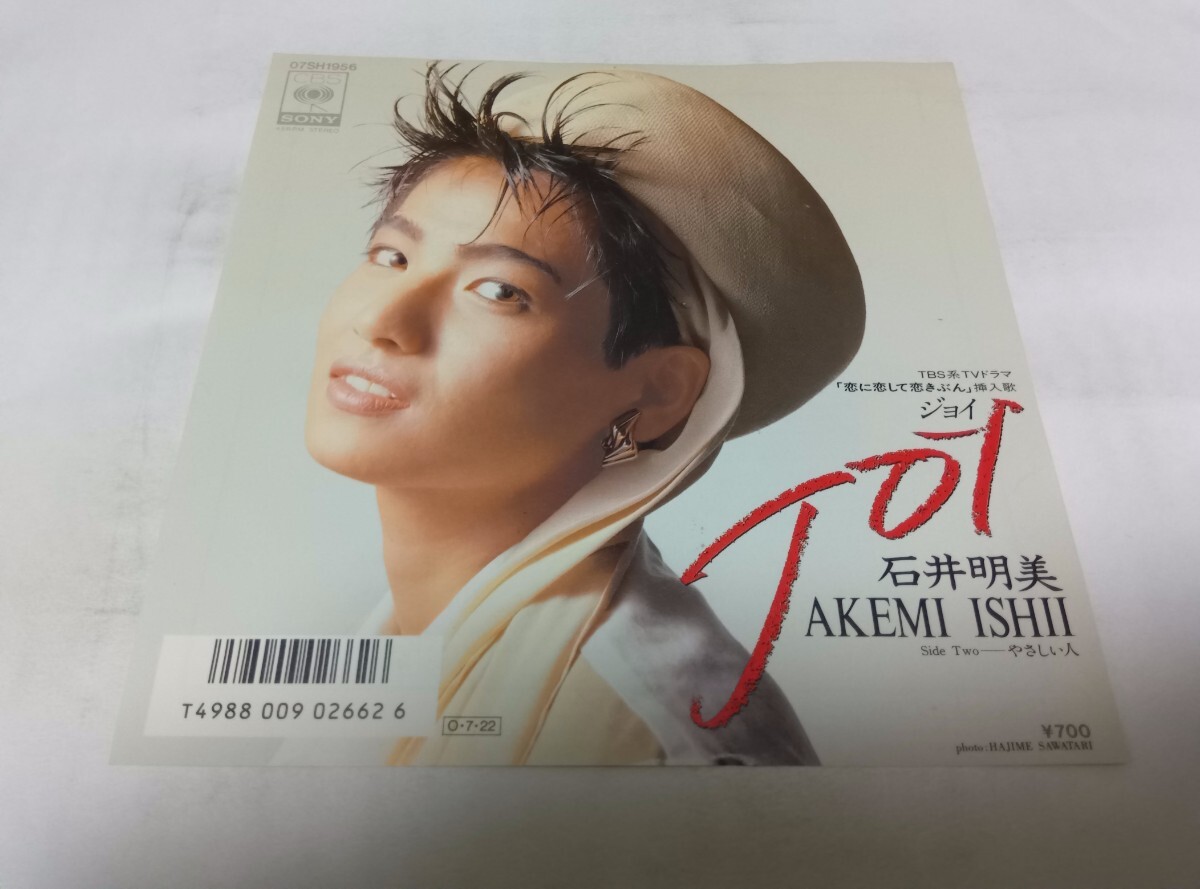 07SH1956
CBS
SONY
STEREO
TBS系TVドラマ
「恋に恋して恋きぶん」挿入歌
ジョイ
JOY
石井明美
AKEMI ISHII
Side Two—やさしい人
T4988 009 02662 6
O・7・22
¥700
photo:HAJIME SAWATARI